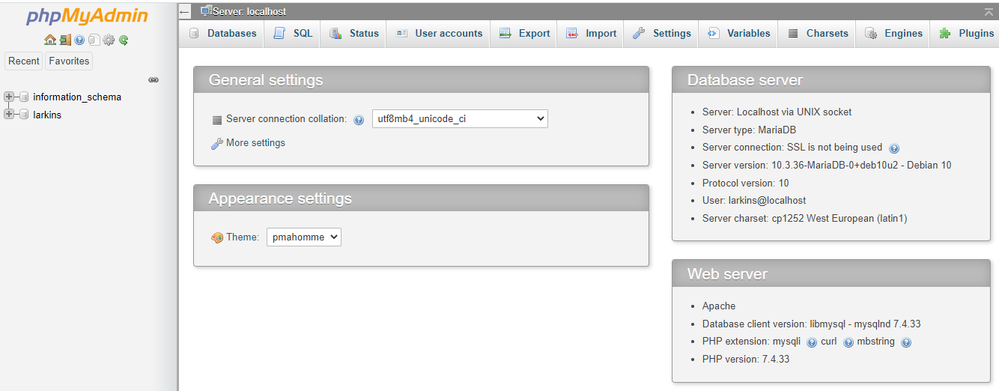 phpMyAdmin
Recent Favorites
information_schema
larkins
Server: localhost
Databases SQL Status User accounts Export Import Settings Variables Charsets Engines Plugins
General settings
Server connection collation: utf8mb4_unicode_ci
More settings
Appearance settings
Theme: pmahomme
Database server
Server: Localhost via UNIX socket
Server type: MariaDB
Server connection: SSL is not being used
Server version: 10.3.36-MariaDB-0+deb10u2 - Debian 10
Protocol version: 10
User: larkins@localhost
Server charset: cp1252 West European (latin1)
Web server
Apache
Database client version: libmysql - mysqlnd 7.4.33
PHP extension: mysqli curl mbstring
PHP version: 7.4.33